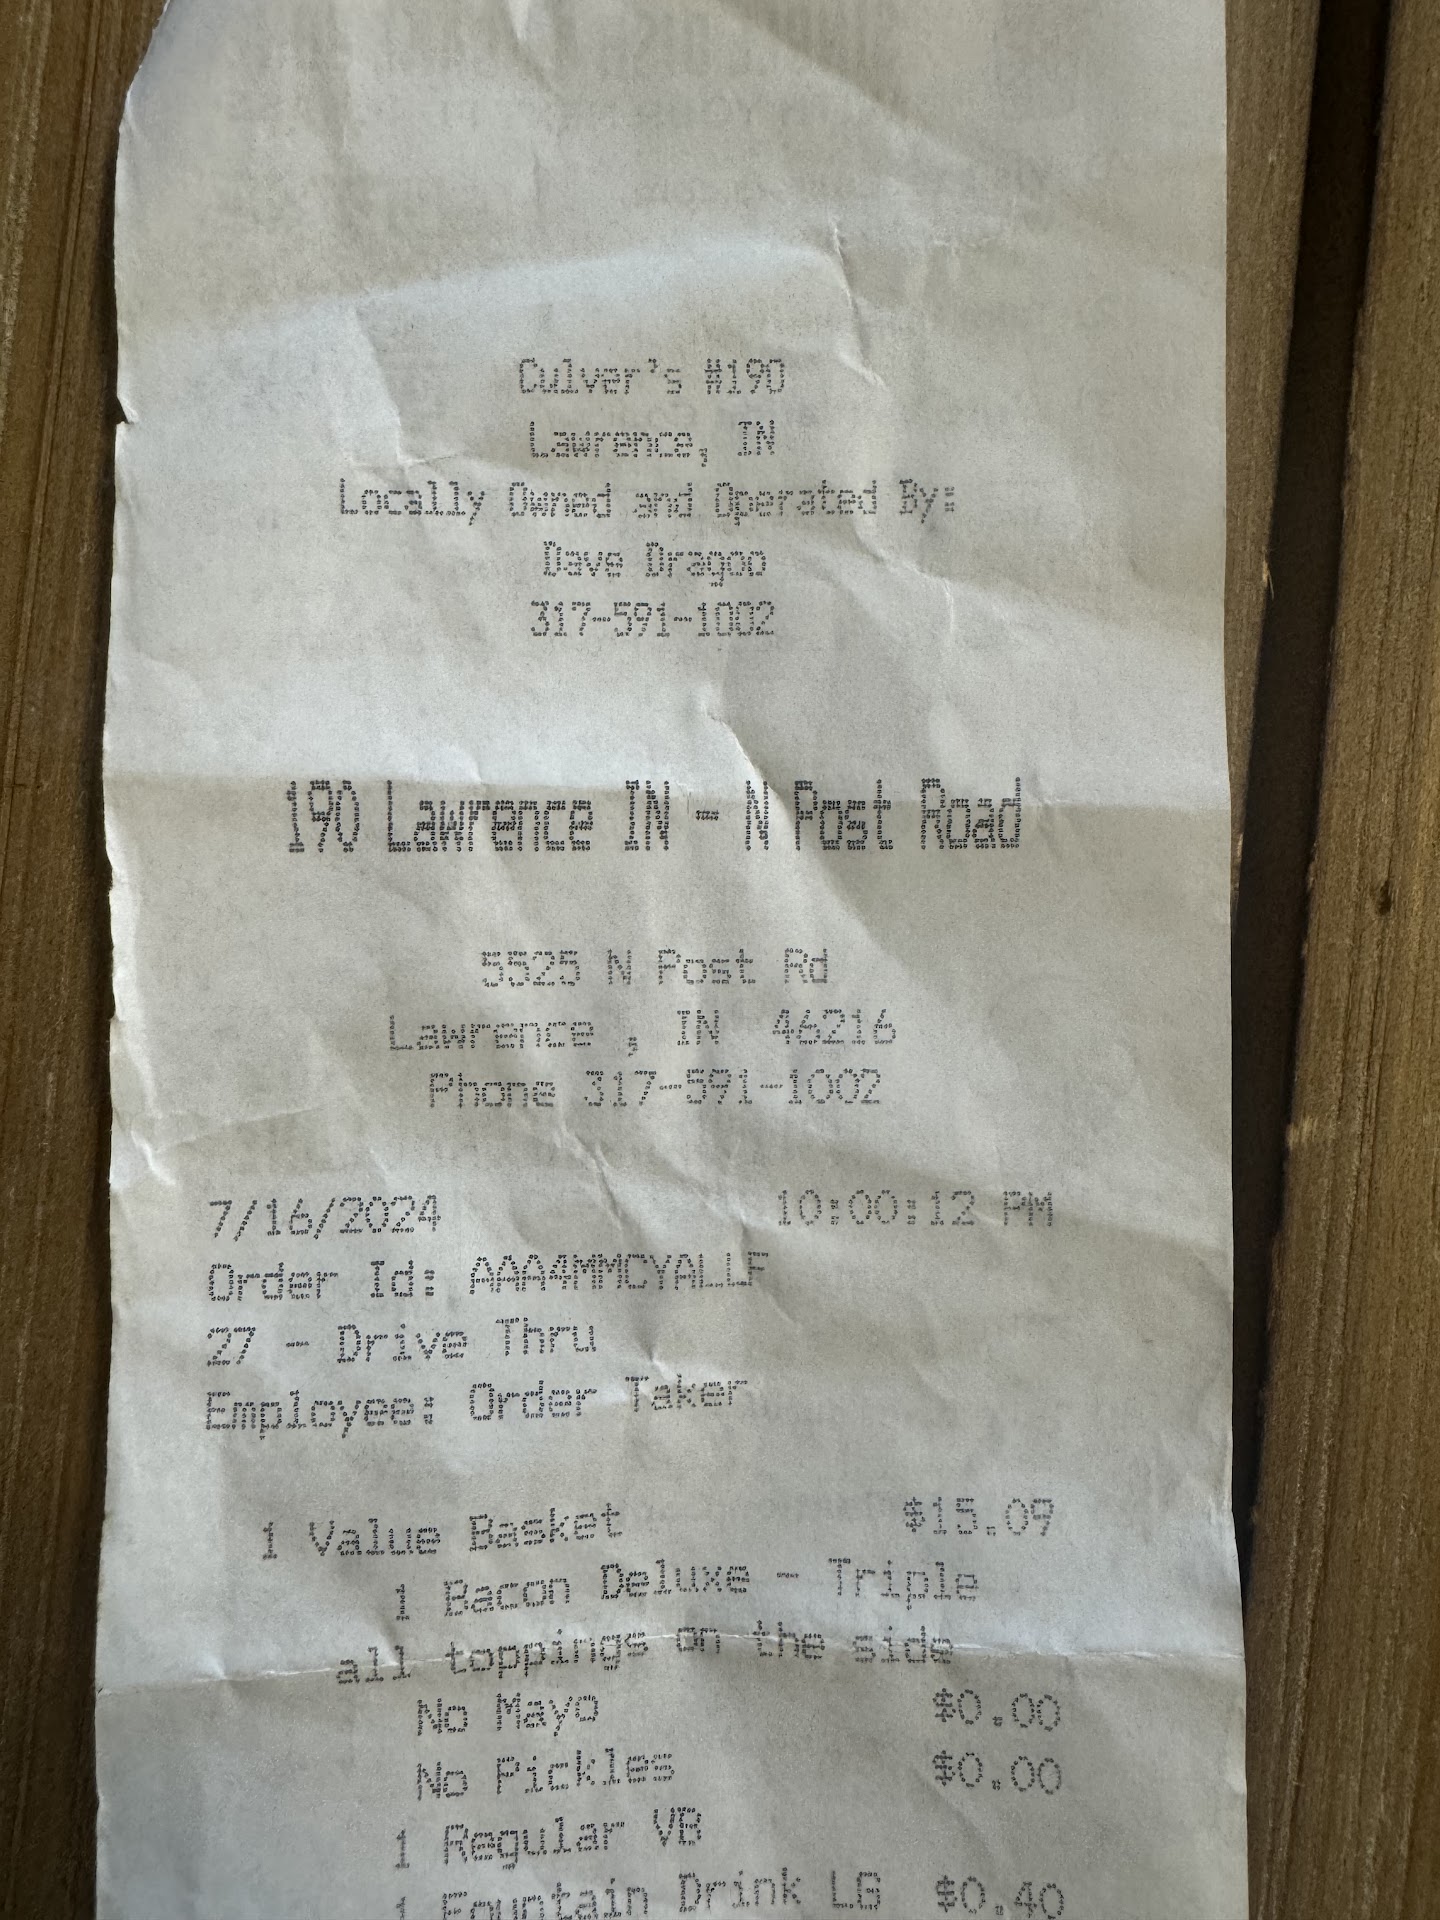 Culver's #190
Lawrence, IN
Locally Owned and Operated By:
Dave Dragon
317-591-1002
190 Lawrence IN - N Post Road
5525 N Post Rd
Lawrence , IN 46216
Phone 317-591-1002
7/16/2024 10:00:12 PM
Order Id:
27 - Drive Thru
Employee: Order Taker
1 Value Basket $15.09
1 Bacon Deluxe - Triple
all toppings on the side
No Mayo $0.00
No Pickles $0.00
1 Regular VB
1 Fountain Drink LG $0.40